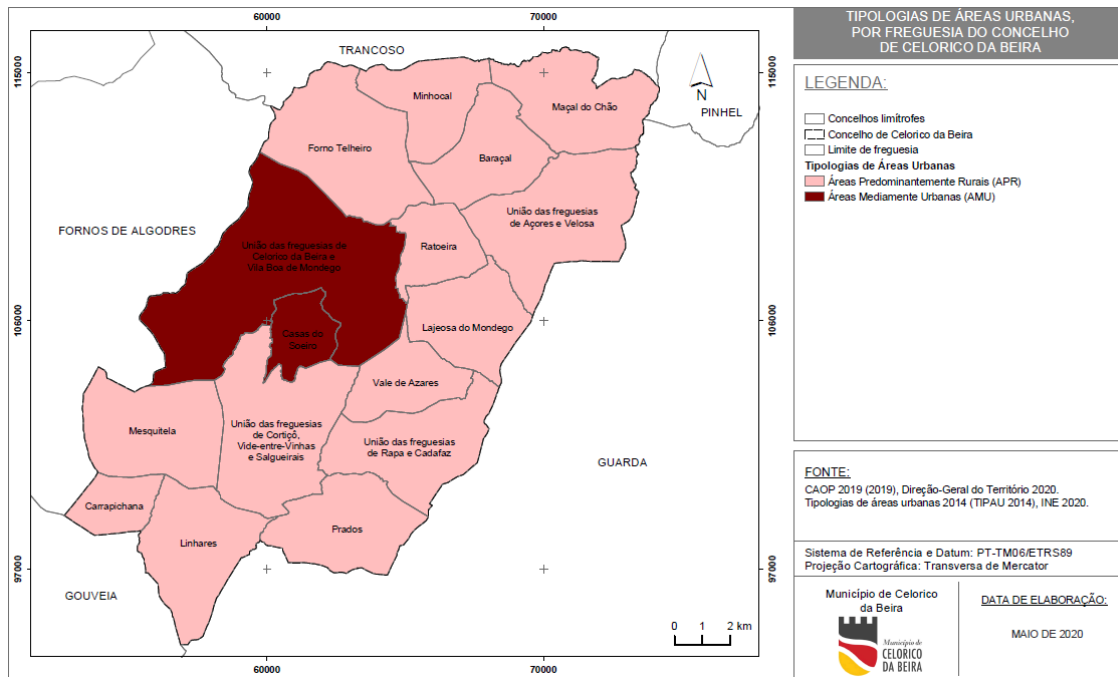 60000
70000
TRANCOSO
115000
115000
Minhocal
Maçal do Chão
N
PINHEL
Forno Telheiro
Baraçal
União das freguesias
de Açores e Velosa
FORNOS DE ALGODRES
União das freguesias de
Celorico da Beira e
Vila Boa de Mondego
Ratoeira
106000
106000
Lajeosa do Mondego
Casas do
Soeiro
Vale de Azares
Mesquitela
União das freguesias
de Cortiçô,
Vide-entre-Vinhas
e Salgueirais
União das freguesias
de Rapa e Cadafaz
GUARDA
Carrapichana
Prados
Linhares
97000
97000
GOUVEIA
0 1 2 km
60000
70000
TIPOLOGIAS DE ÁREAS URBANAS,
POR FREGUESIA DO CONCELHO
DE CELORICO DA BEIRA
LEGENDA:
Concelhos limítrofes
Concelho de Celorico da Beira
Limite de freguesia
Tipologias de Áreas Urbanas
Áreas Predominantemente Rurais (APR)
Áreas Mediamente Urbanas (AMU)
FONTE:
CAOP 2019 (2019), Direção-Geral do Território 2020.
Tipologias de áreas urbanas 2014 (TIPAU 2014), INE 2020.
Sistema de Referência e Datum: PT-TM06/ETRS89
Projeção Cartográfica: Transversa de Mercator
Município de Celorico
da Beira
Município de
CELORICO
DA BEIRA
DATA DE ELABORAÇÃO:
MAIO DE 2020